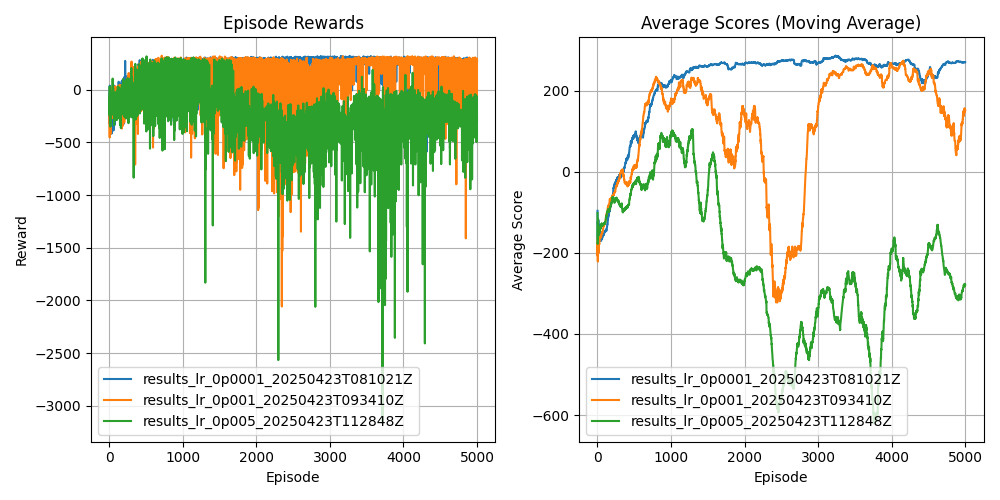 Episode Rewards
0
−500
−1000
−1500
−2000
−2500
−3000
Reward
0 1000 2000 3000 4000 5000
Episode
results_lr_0p0001_20250423T081021Z
results_lr_0p001_20250423T093410Z
results_lr_0p005_20250423T112848Z
Average Scores (Moving Average)
200
0
−200
−400
−600
Average Score
0 1000 2000 3000 4000 5000
Episode
results_lr_0p0001_20250423T081021Z
results_lr_0p001_20250423T093410Z
results_lr_0p005_20250423T112848Z